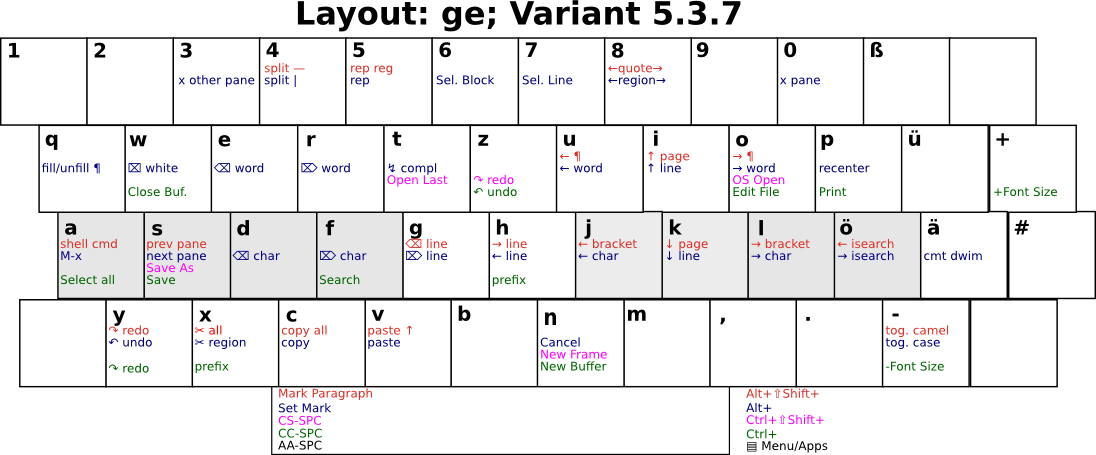 Layout: ge; Variant 5.3.7
1
2
3
x other pane
4
split —
split |
5
rep reg
rep
6
Sel. Block
7
Sel. Line
8
←quote→
←region→
9
0
x pane
ß
q
fill/unfill ¶
w
⌧ white
Close Buf.
e
⌫ word
r
⌦ word
t
↯ compl
Open Last
z
↷ redo
↶ undo
u
← ¶
← word
i
↑ page
↑ line
o
→ ¶
→ word
OS Open
Edit File
p
recenter
Print
ü
+
+Font Size
a
shell cmd
M-x
Select all
s
prev pane
next pane
Save As
Save
d
⌫ char
f
⌦ char
Search
g
⌫ line
⌦ line
h
→ line
← line
prefix
j
← bracket
← char
k
↓ page
↓ line
l
→ bracket
→ char
ö
← isearch
→ isearch
ä
cmt dwim
#
y
↷ redo
↶ undo
↷ redo
x
✂ all
✂ region
prefix
c
copy all
copy
v
paste ↑
paste
b
n
Cancel
New Frame
New Buffer
m
,
.
-
tog. camel
tog. case
-Font Size
Mark Paragraph
Set Mark
CS-SPC
CC-SPC
AA-SPC
Alt+⇧Shift+
Alt+
Ctrl+⇧Shift+
Ctrl+
▤ Menu/Apps